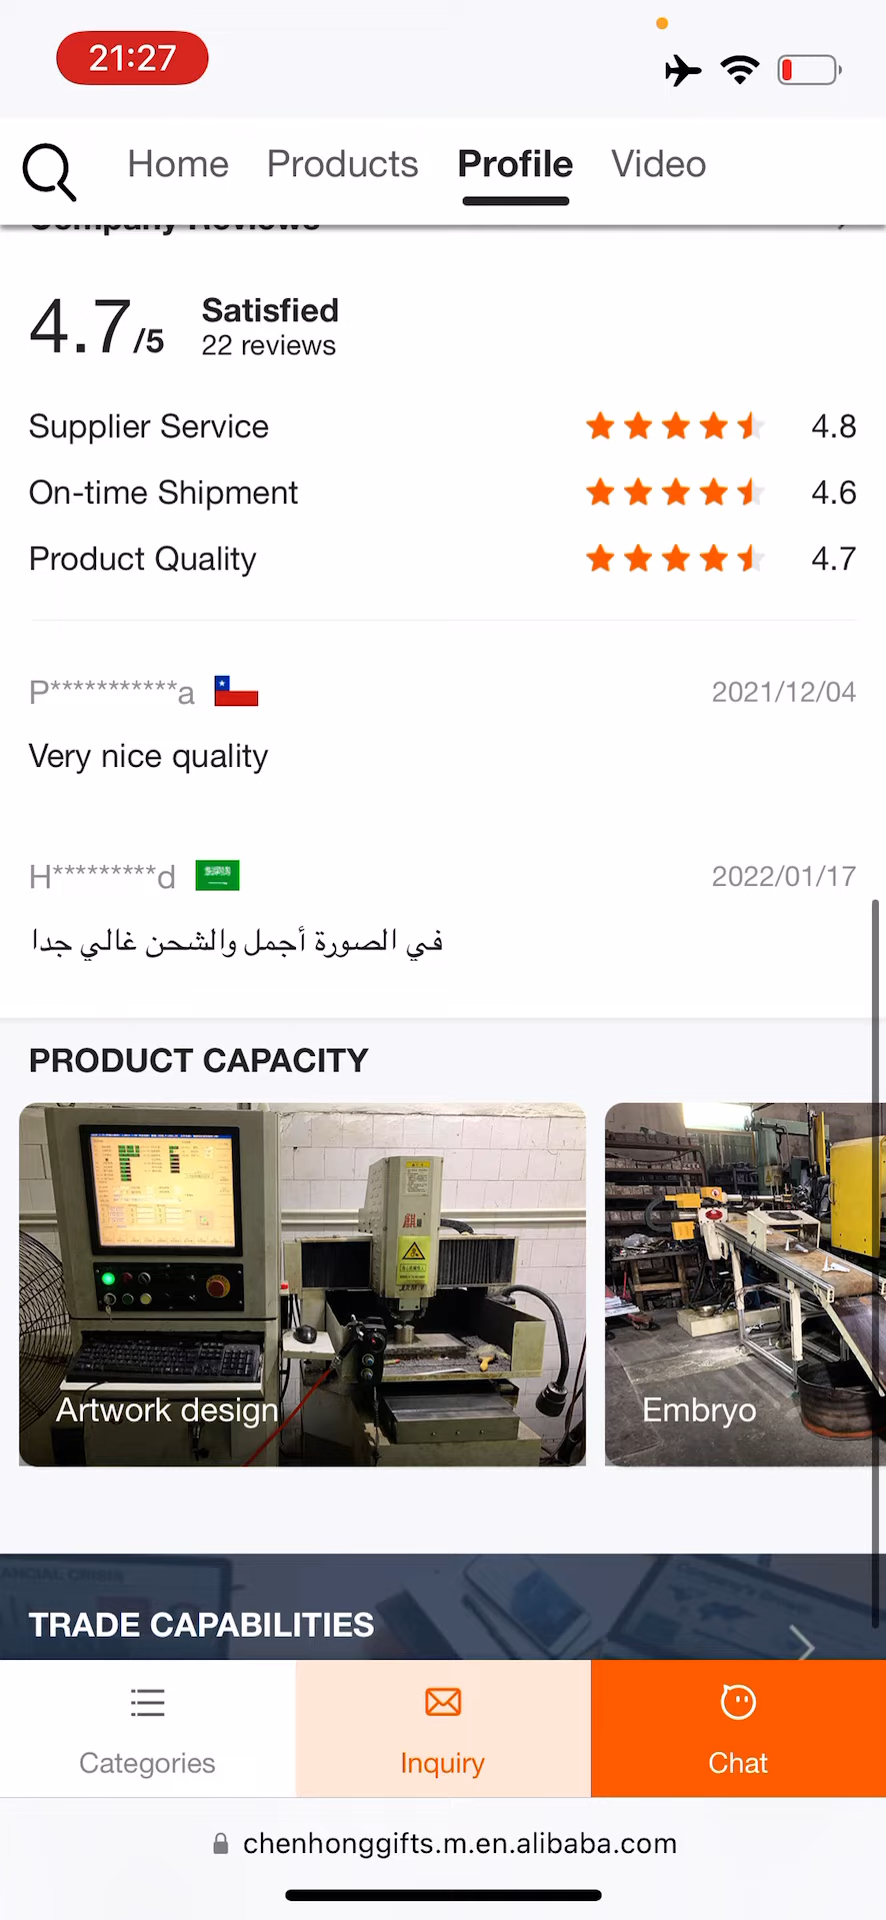 21:27
Home Products Profile Video
Company Reviews
4.7/5
Satisfied
22 reviews
Supplier Service 4.8
On-time Shipment 4.6
Product Quality 4.7
P***********a 2021/12/04
Very nice quality
H*********d 2022/01/17
في الصورة أجمل والشحن غالي جدا
PRODUCT CAPACITY
Artwork design
Embryo
TRADE CAPABILITIES
Categories
Inquiry
Chat
chenhonggifts.m.en.alibaba.com